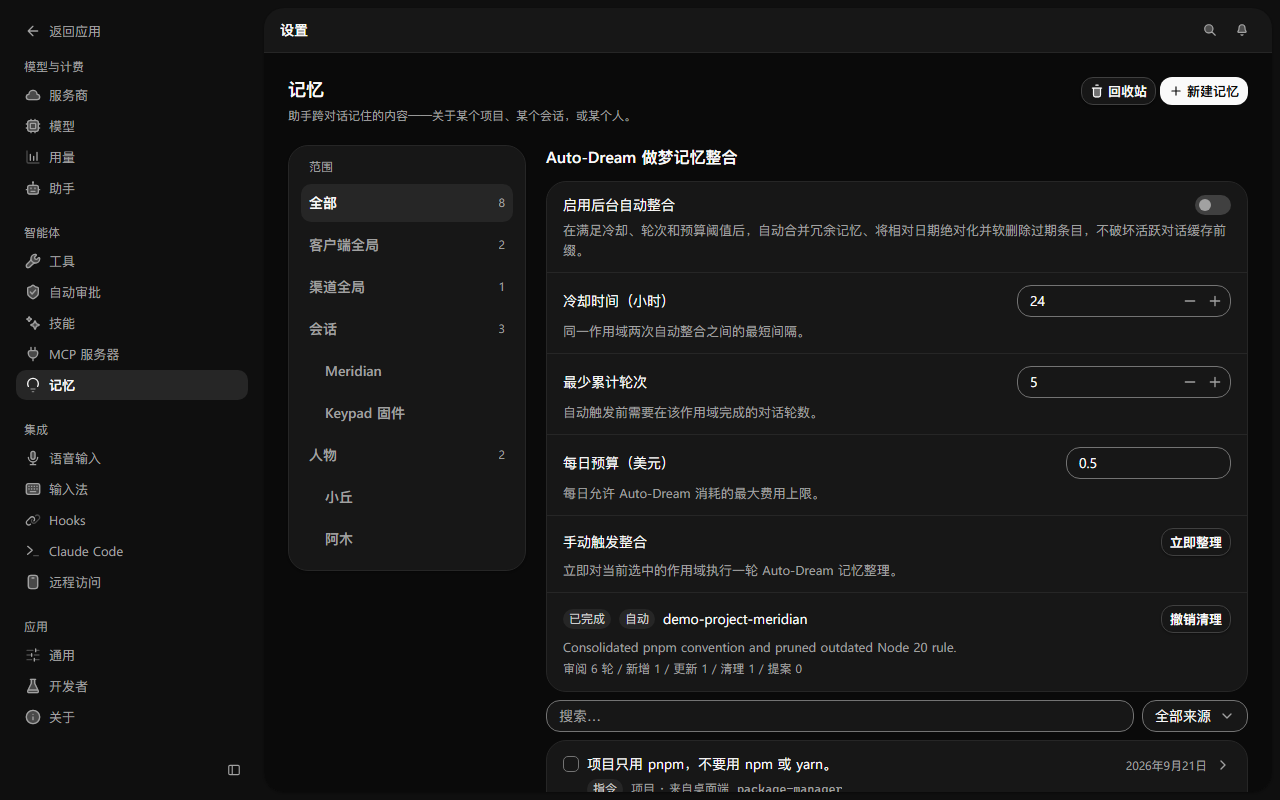 返回应用
模型与计费
服务商
模型
用量
助手
智能体
工具
自动审批
技能
MCP 服务器
记忆
集成
语音输入
输入法
Hooks
Claude Code
远程访问
应用
通用
开发者
关于
设置
记忆
助手跨对话记住的内容——关于某个项目、某个会话，或某个人。
回收站
新建记忆
范围
全部 8
客户端全局 2
渠道全局 1
会话 3
Meridian
Keypad 固件
人物 2
小丘
阿木
Auto-Dream 做梦记忆整合
启用后台自动整合
在满足冷却、轮次和预算阈值后，自动合并冗余记忆、将相对日期绝对化并软删除过期条目，不破坏活跃对话缓存前
缀。
冷却时间（小时）
24
同一作用域两次自动整合之间的最短间隔。
最少累计轮次
5
自动触发前需要在该作用域完成的对话轮数。
每日预算（美元）
0.5
每日允许 Auto-Dream 消耗的最大费用上限。
手动触发整合
立即整理
立即对当前选中的作用域执行一轮 Auto-Dream 记忆整理。
已完成 自动 demo-project-meridian
撤销清理
Consolidated pnpm convention and pruned outdated Node 20 rule.
审阅 6 轮 / 新增 1 / 更新 1 / 清理 1 / 提案 0
搜索...
全部来源
项目只用 pnpm，不要用 npm 或 yarn。
2026年9月21日
指令 项目 · 来自桌面端 package-manager